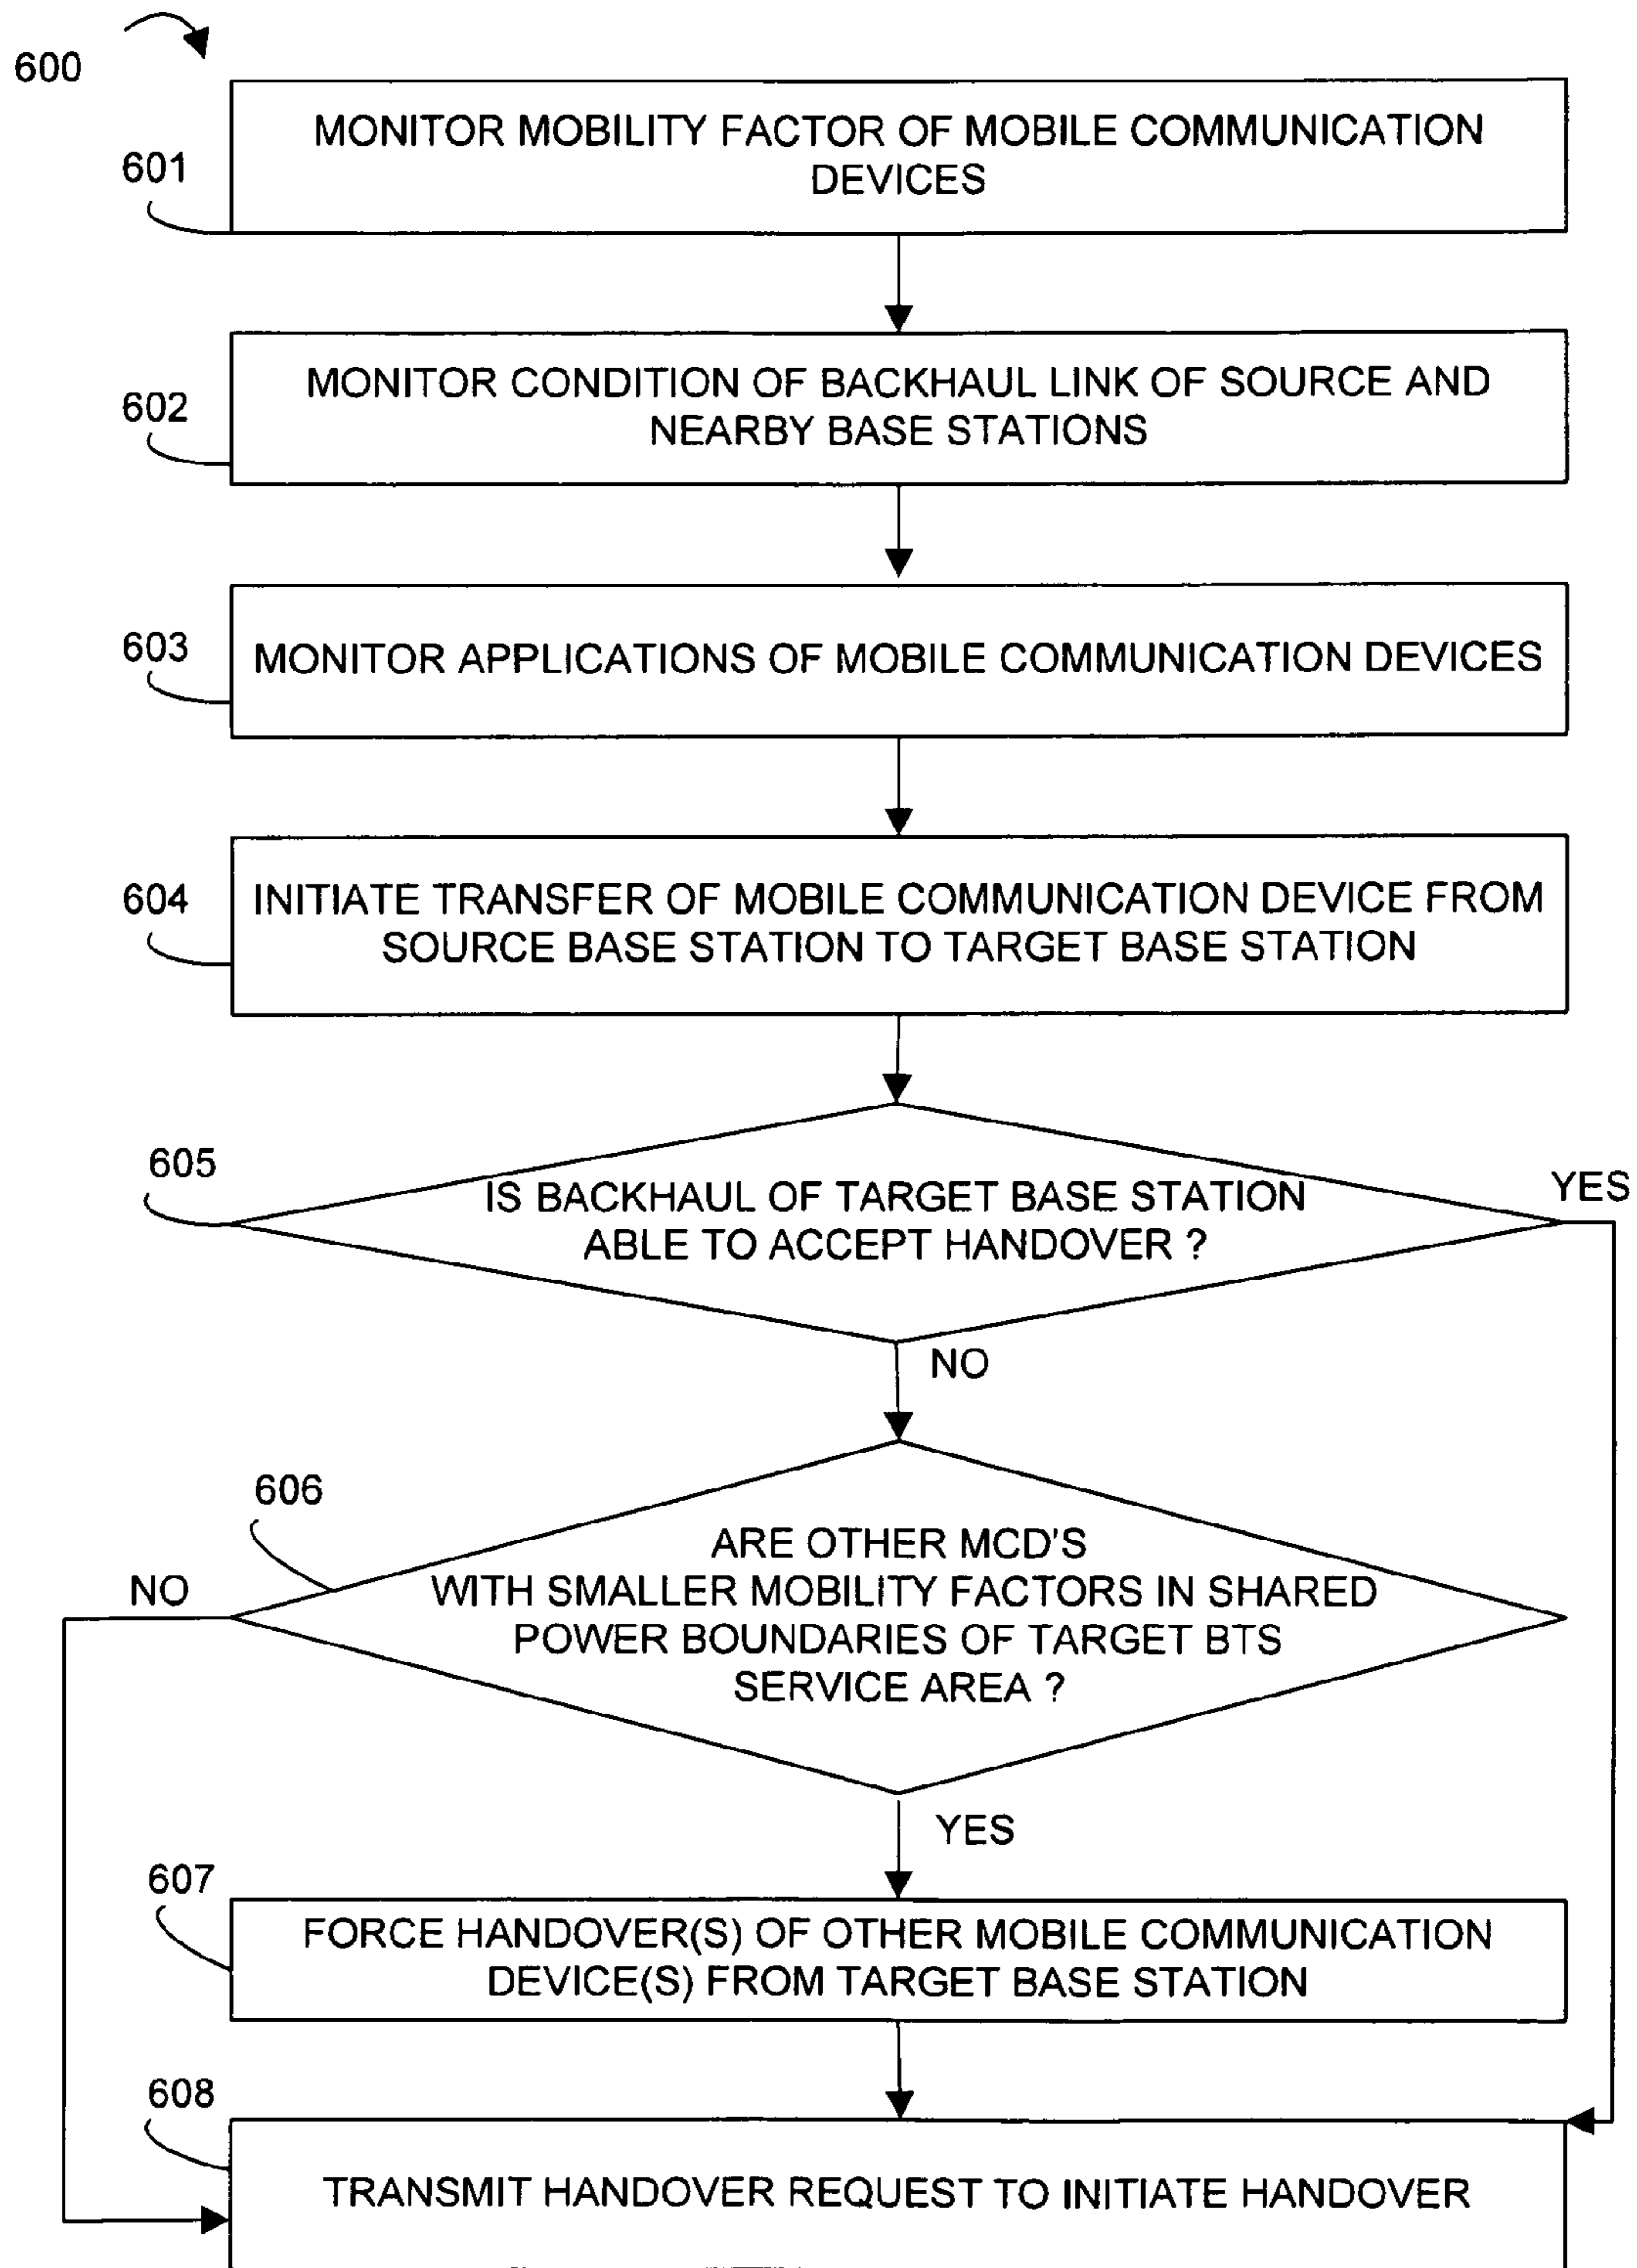 600
MONITOR MOBILITY FACTOR OF MOBILE COMMUNICATION
DEVICES
601
MONITOR CONDITION OF BACKHAUL LINK OF SOURCE AND
NEARBY BASE STATIONS
602
603
MONITOR APPLICATIONS OF MOBILE COMMUNICATION DEVICES
604
INITIATE TRANSFER OF MOBILE COMMUNICATION DEVICE FROM
SOURCE BASE STATION TO TARGET BASE STATION
605
IS BACKHAUL OF TARGET BASE STATION
ABLE TO ACCEPT HANDOVER ?
YES
NO
606
ARE OTHER MCD'S
WITH SMALLER MOBILITY FACTORS IN SHARED
POWER BOUNDARIES OF TARGET BTS
SERVICE AREA ?
NO
YES
607
FORCE HANDOVER(S) OF OTHER MOBILE COMMUNICATION
DEVICE(S) FROM TARGET BASE STATION
608
TRANSMIT HANDOVER REQUEST TO INITIATE HANDOVER